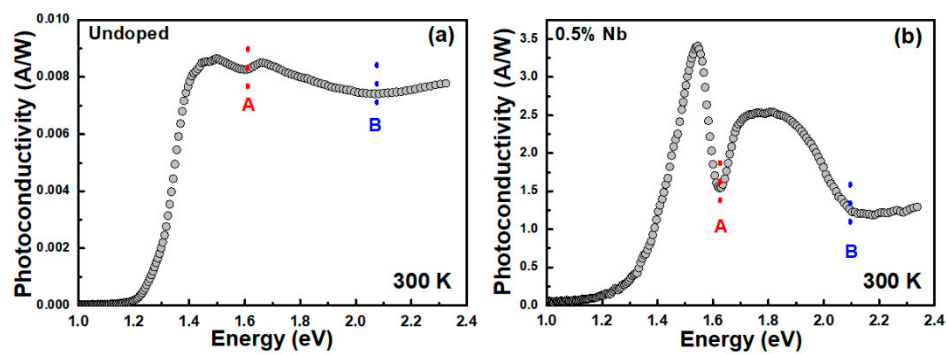 Undoped
(a)
Photoconductivity (A/W)
0.010
0.008
0.006
0.004
0.002
0.000
A
B
300 K
1.0 1.2 1.4 1.6 1.8 2.0 2.2 2.4
Energy (eV)
0.5% Nb
(b)
Photoconductivity (A/W)
3.5
3.0
2.5
2.0
1.5
1.0
0.5
0.0
A
B
300 K
1.0 1.2 1.4 1.6 1.8 2.0 2.2 2.4
Energy (eV)